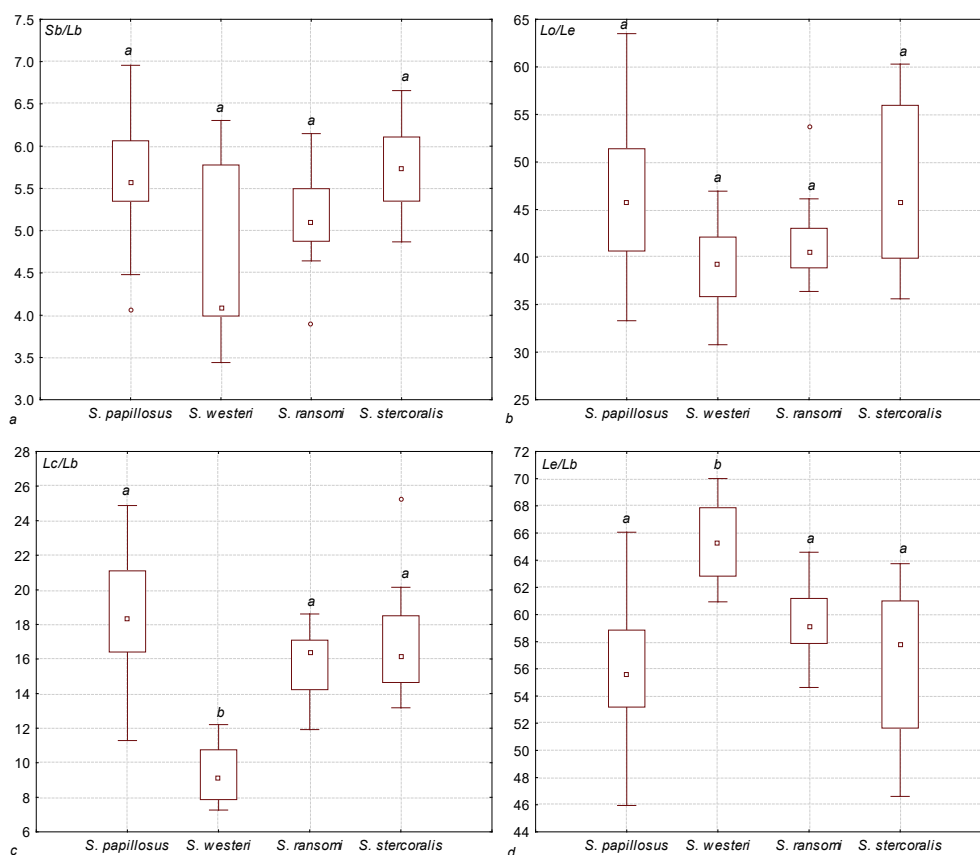 Sb/Lb
7.5
7.0
6.5
6.0
5.5
5.0
4.5
4.0
3.5
3.0
a
a
a
a
S. papillosus S. westeri S. ransomi S. stercoralis
a
Lo/Le
65
60
55
50
45
40
35
30
25
a
a
a
a
S. papillosus S. westeri S. ransomi S. stercoralis
b
Lc/Lb
28
26
24
22
20
18
16
14
12
10
8
6
a
b
a
a
S. papillosus S. westeri S. ransomi S. stercoralis
c
Le/Lb
72
70
68
66
64
62
60
58
56
54
52
50
48
46
44
a
b
a
a
S. papillosus S. westeri S. ransomi S. stercoralis
d